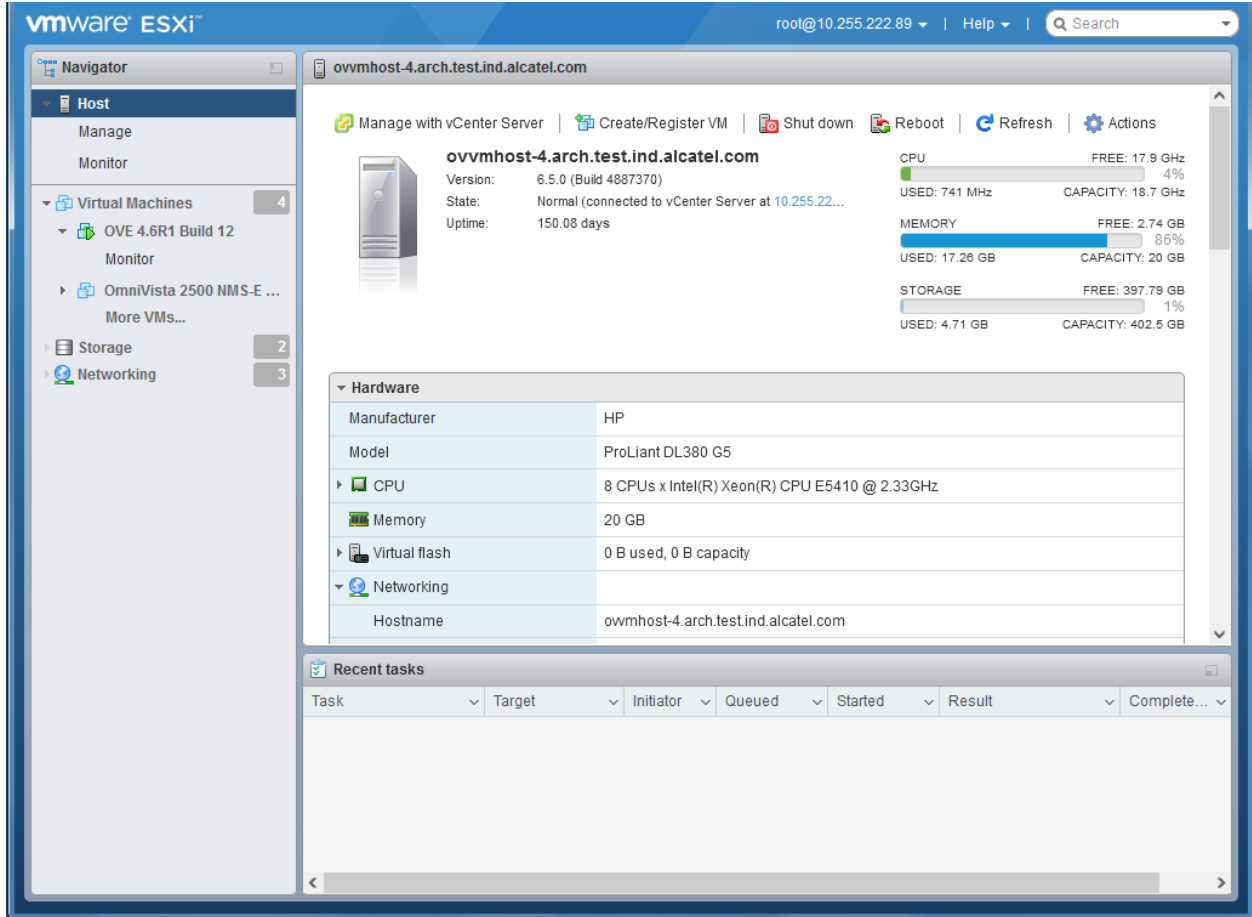 vmware ESXi™ root@10.255.222.89 | Help | Search
Navigator
Host
Manage
Monitor
Virtual Machines 4
OVE 4.6R1 Build 12
Monitor
OmniVista 2500 NMS-E ...
More VMs...
Storage 2
Networking 3
ovvmhost-4.arch.test.ind.alcatel.com
Manage with vCenter Server | Create/Register VM | Shut down Reboot | Refresh | Actions
ovvmhost-4.arch.test.ind.alcatel.com
Version: 6.5.0 (Build 4887370)
State: Normal (connected to vCenter Server at 10.255.22...
Uptime: 150.08 days
CPU FREE: 17.9 GHz
4%
USED: 741 MHz CAPACITY: 18.7 GHz
MEMORY FREE: 2.74 GB
86%
USED: 17.26 GB CAPACITY: 20 GB
STORAGE FREE: 397.79 GB
1%
USED: 4.71 GB CAPACITY: 402.5 GB
Hardware
Manufacturer HP
Model ProLiant DL380 G5
CPU 8 CPUs x Intel(R) Xeon(R) CPU E5410 @ 2.33GHz
Memory 20 GB
Virtual flash 0 B used, 0 B capacity
Networking
Hostname ovvmhost-4.arch.test.ind.alcatel.com
Recent tasks
Task Target Initiator Queued Started Result Complete...